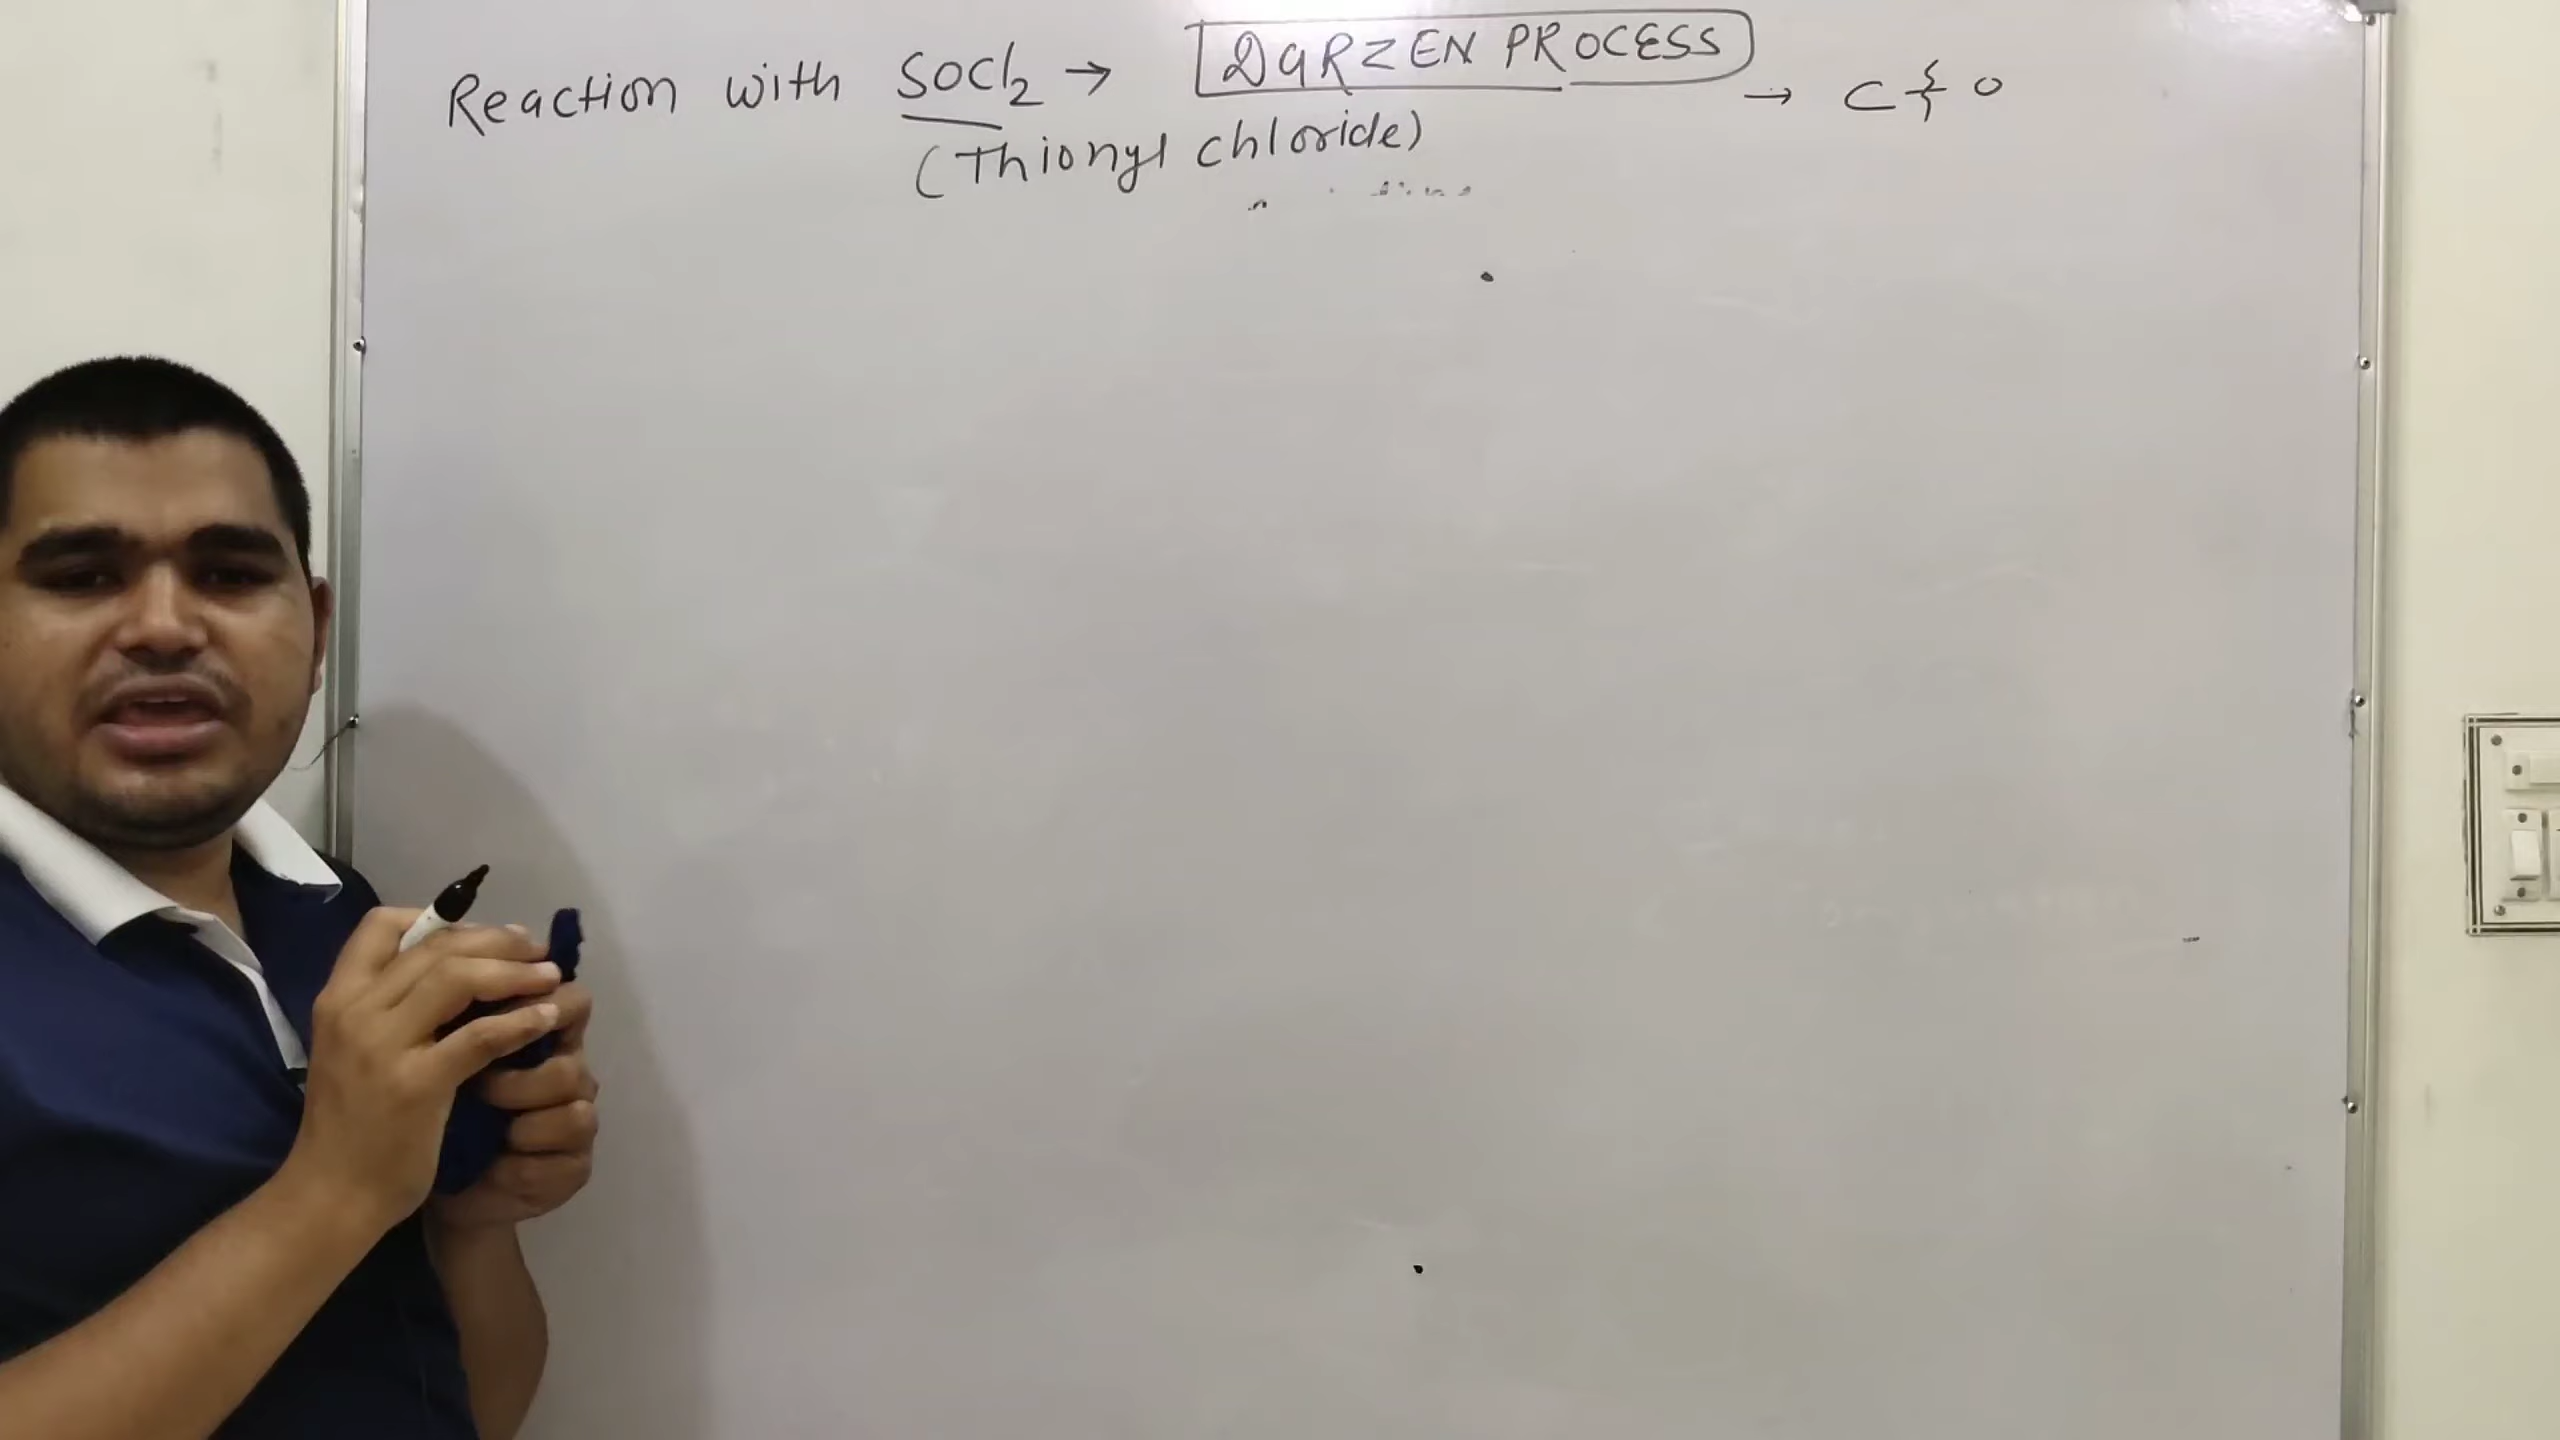 Reaction with SOCl2 → DARZEN PROCESS → C O
(Thionyl chloride)